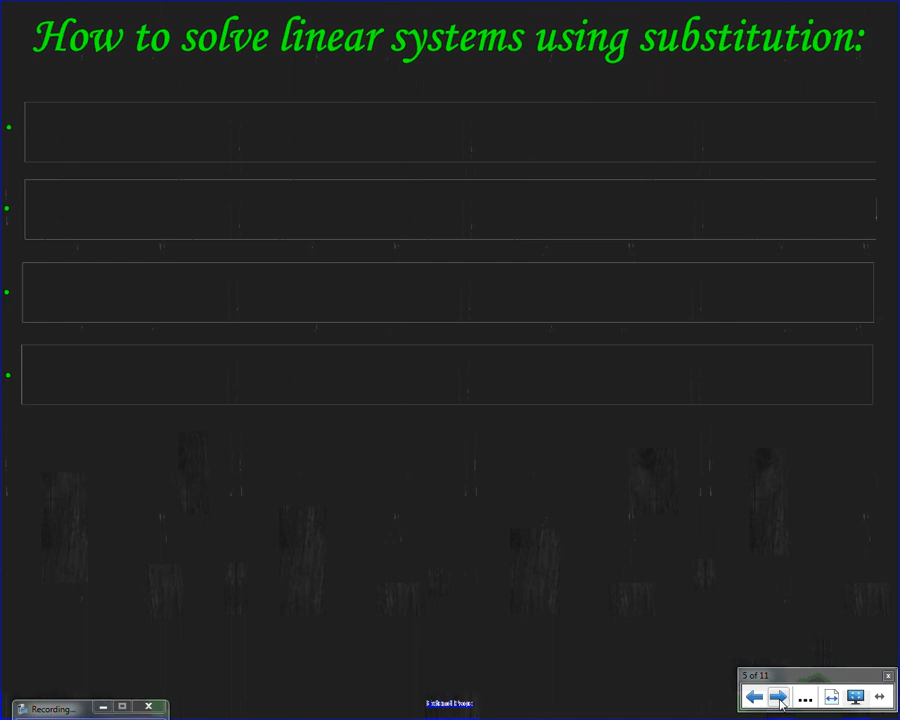 How to solve linear systems using substitution:
5 of 11
Recording...